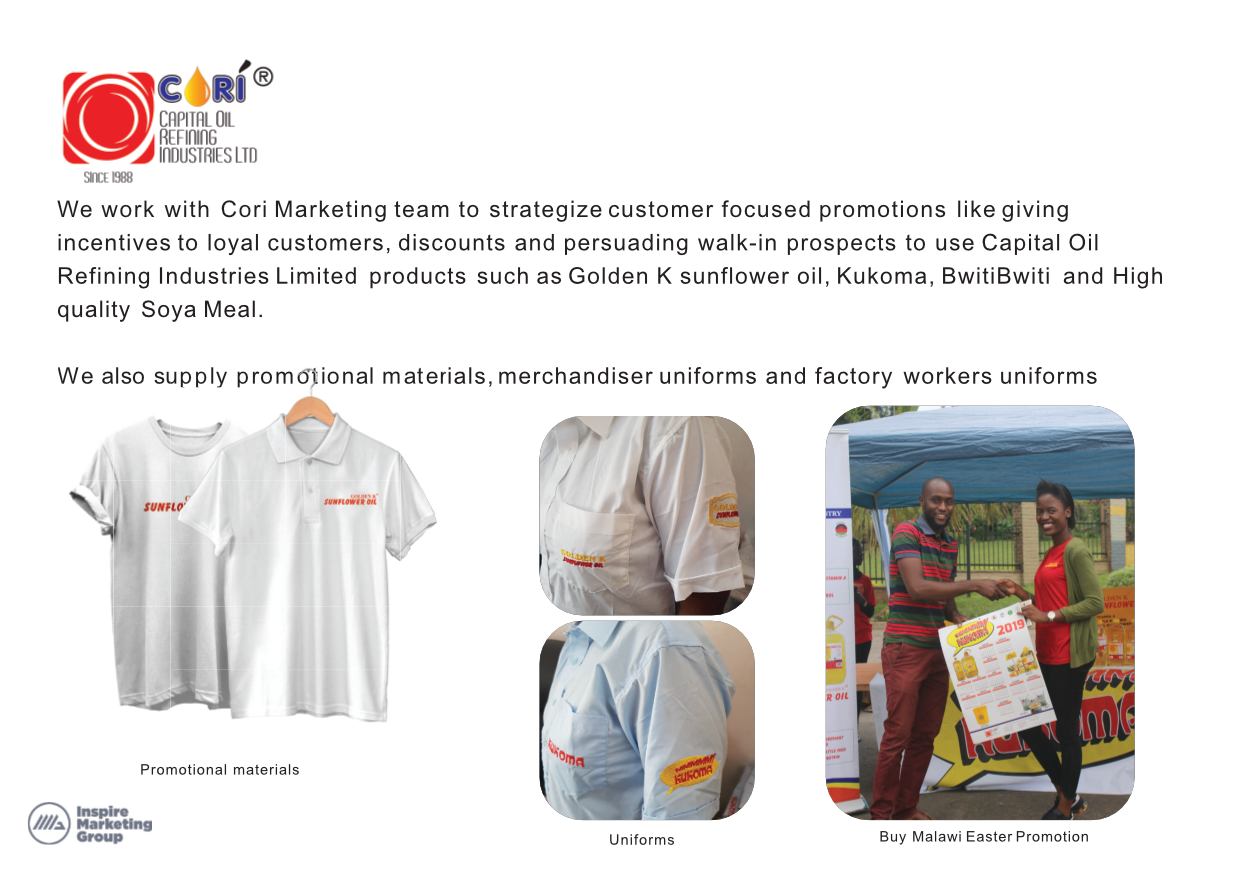 CORÍ ®
CAPITAL OIL
REFINING
INDUSTRIES LTD
SINCE 1988
We work with Cori Marketing team to strategize customer focused promotions like giving
incentives to loyal customers, discounts and persuading walk-in prospects to use Capital Oil
Refining Industries Limited products such as Golden K sunflower oil, Kukoma, BwitiBwiti and High
quality Soya Meal.
We also supply promotional materials, merchandiser uniforms and factory workers uniforms
GOLDEN K
SUNFLOWER OIL
GOLDEN K
SUNFLOWER OIL
KUKOMA
KUKOMA
2019
KUKOMA
Promotional materials
Uniforms
Buy Malawi Easter Promotion
Inspire
Marketing
Group